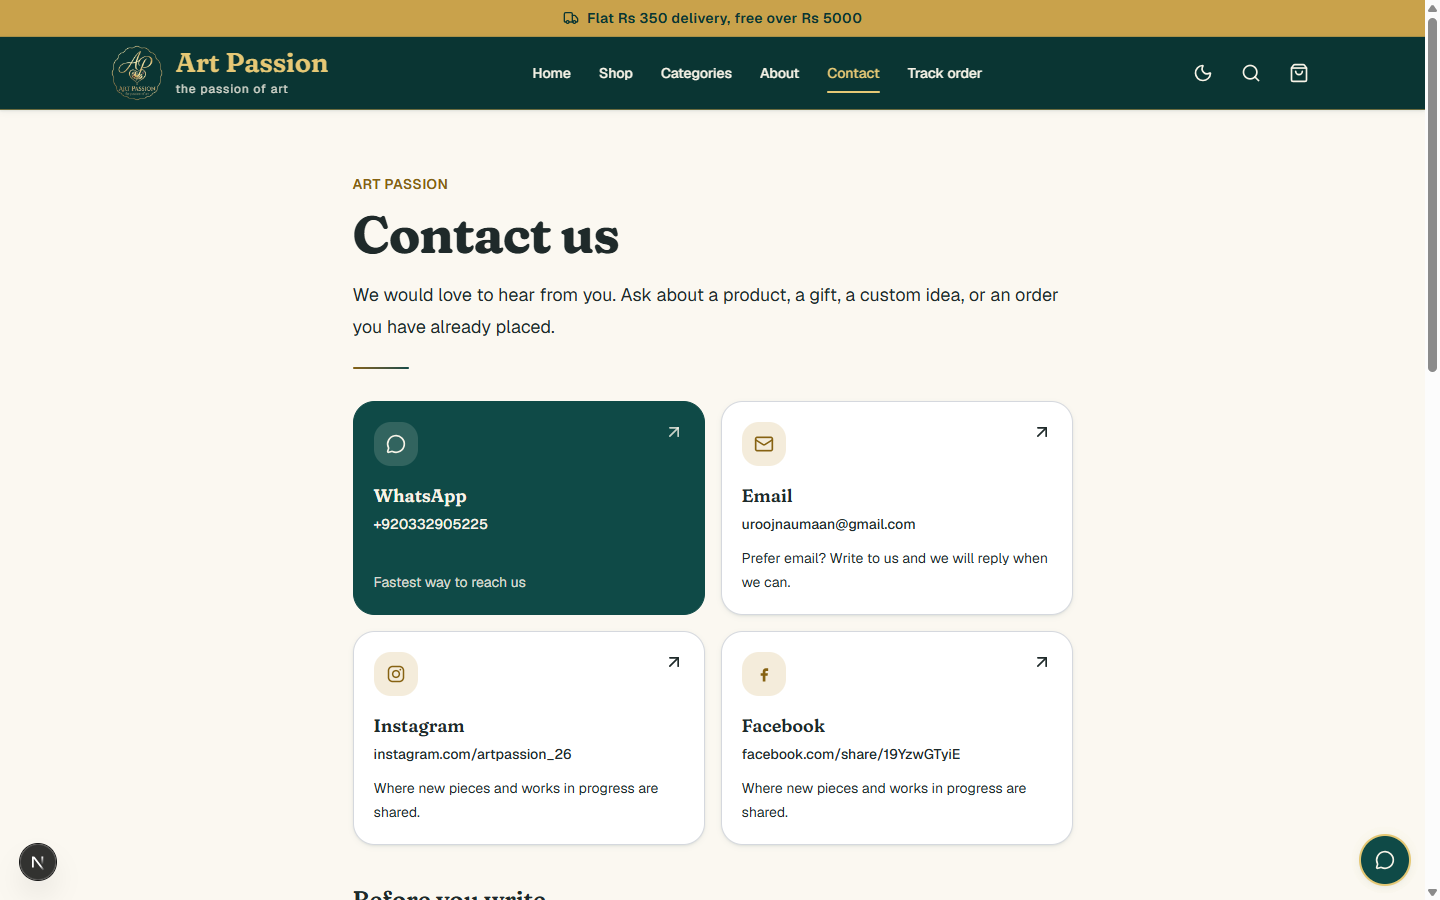 Flat Rs 350 delivery, free over Rs 5000
Art Passion
the passion of art
Home
Shop
Categories
About
Contact
Track order
ART PASSION
Contact us
We would love to hear from you. Ask about a product, a gift, a custom idea, or an order
you have already placed.
WhatsApp
+920332905225
Fastest way to reach us
Email
uroojnaumaan@gmail.com
Prefer email? Write to us and we will reply when
we can.
Instagram
instagram.com/artpassion_26
Where new pieces and works in progress are
shared.
Facebook
facebook.com/share/19YzwGTyiE
Where new pieces and works in progress are
shared.
Before you write